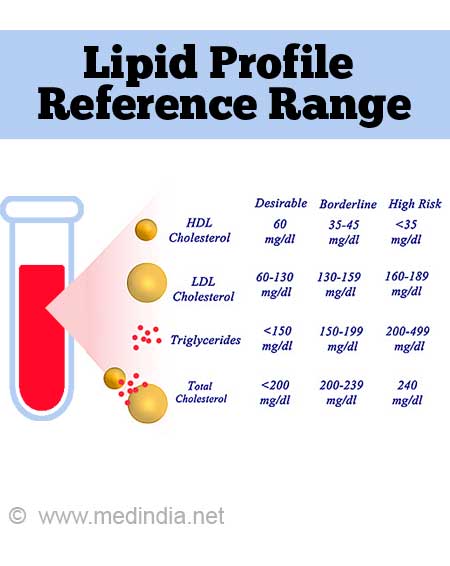 Lipid Profile
Reference Range
Desirable Borderline High Risk
HDL Cholesterol 60 mg/dl 35-45 mg/dl <35 mg/dl
LDL Cholesterol 60-130 mg/dl 130-159 mg/dl 160-189 mg/dl
Triglycerides <150 mg/dl 150-199 mg/dl 200-499 mg/dl
Total Cholesterol <200 mg/dl 200-239 mg/dl 240 mg/dl
© www.medindia.net